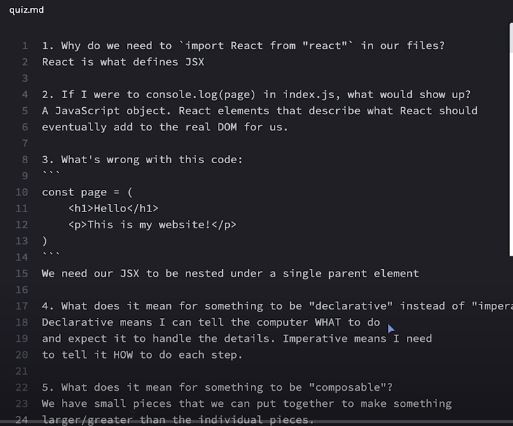 quiz.md
1 1. Why do we need to `import React from "react"` in our files?
2 React is what defines JSX
3
4 2. If I were to console.log(page) in index.js, what would show up?
5 A JavaScript object. React elements that describe what React should
6 eventually add to the real DOM for us.
7
8 3. What's wrong with this code:
9 ```
10 const page = (
11     <h1>Hello</h1>
12     <p>This is my website!</p>
13 )
14 ```
15 We need our JSX to be nested under a single parent element
16
17 4. What does it mean for something to be "declarative" instead of "impera
18 Declarative means I can tell the computer WHAT to do
19 and expect it to handle the details. Imperative means I need
20 to tell it HOW to do each step.
21
22 5. What does it mean for something to be "composable"?
23 We have small pieces that we can put together to make something
24 larger/greater than the individual pieces.